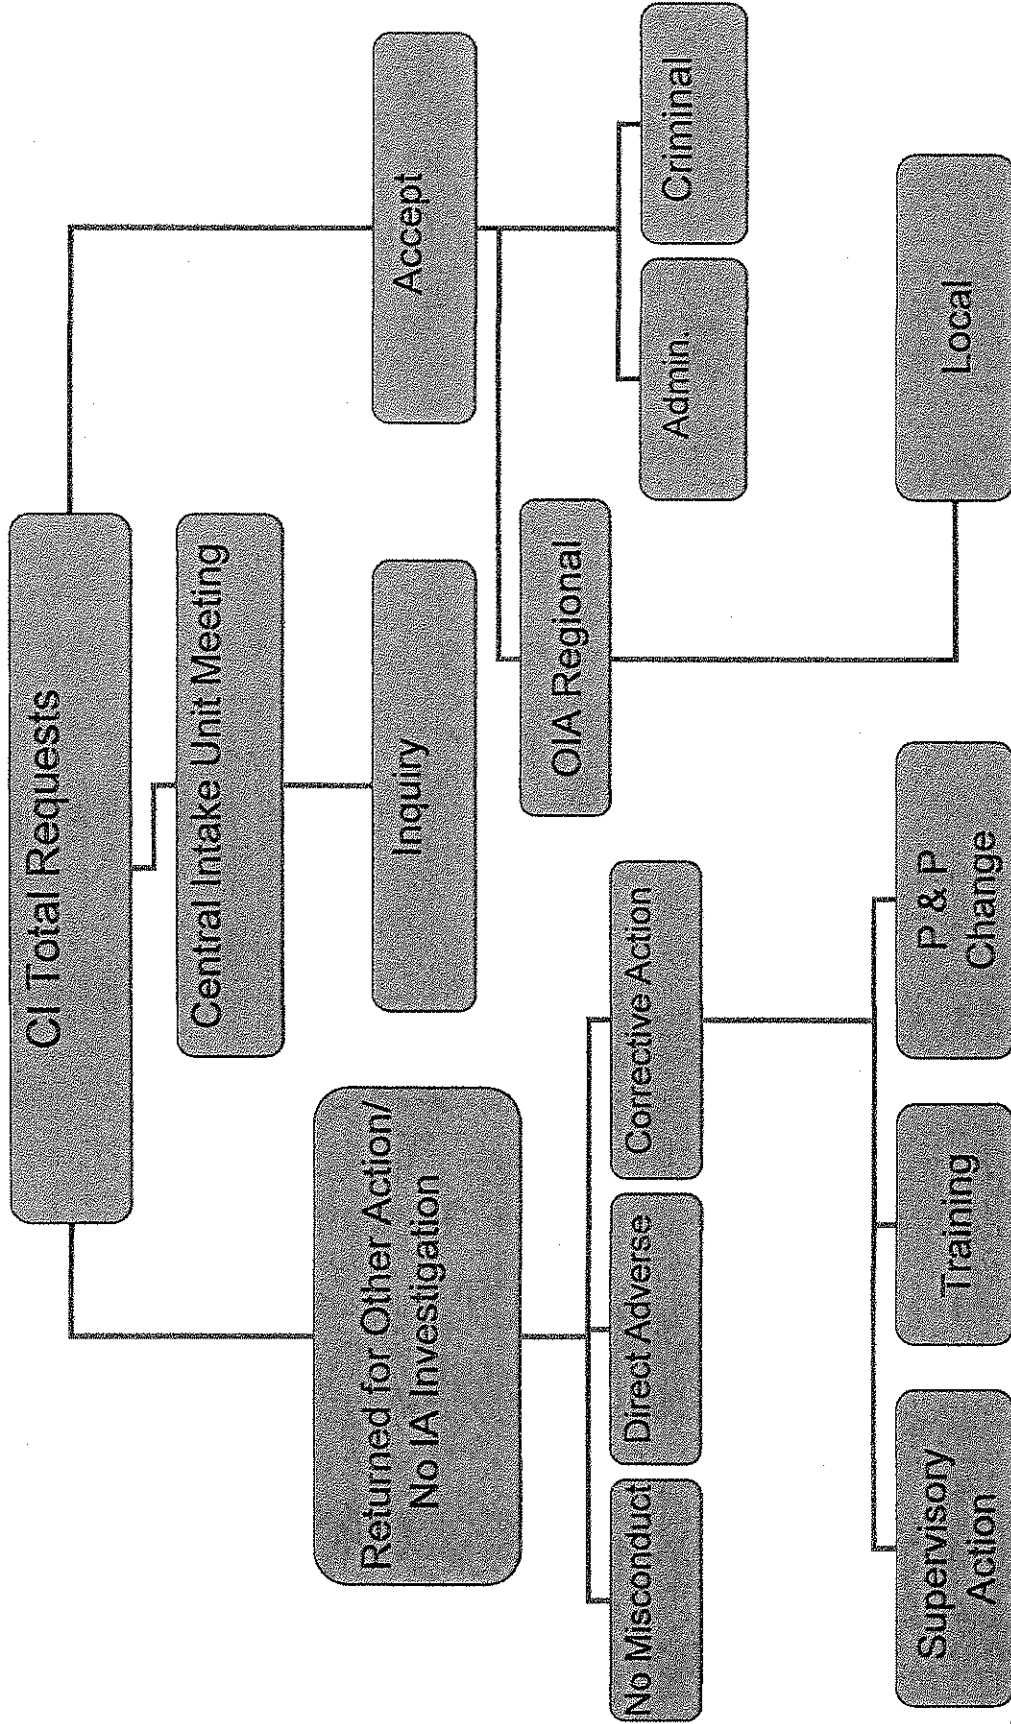 CI Total Requests
Central Intake Unit Meeting
Returned for Other Action/
No IA Investigation
Inquiry
Accept
OIA Regional
No Misconduct
Direct Adverse
Corrective Action
Admin.
Criminal
Supervisory
Action
Training
P & P
Change
Local